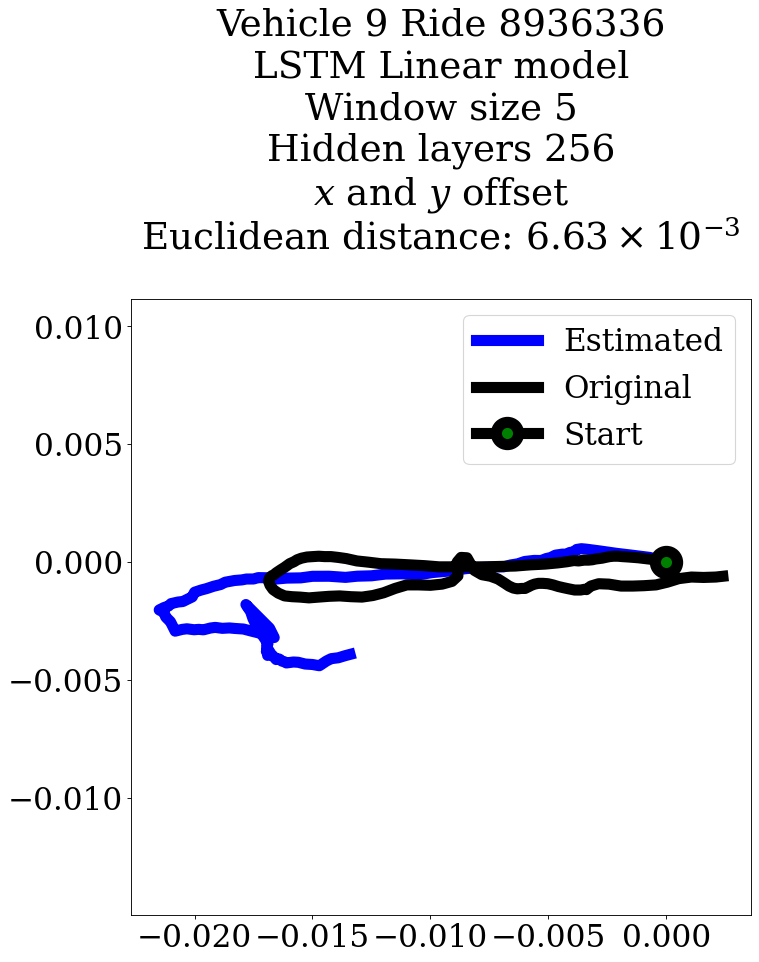 Vehicle 9 Ride 8936336
LSTM Linear model
Window size 5
Hidden layers 256
x and y offset
Euclidean distance: 6.63 × 10⁻³
Estimated
Original
Start
0.010
0.005
0.000
−0.005
−0.010
−0.020 −0.015 −0.010 −0.005 0.000